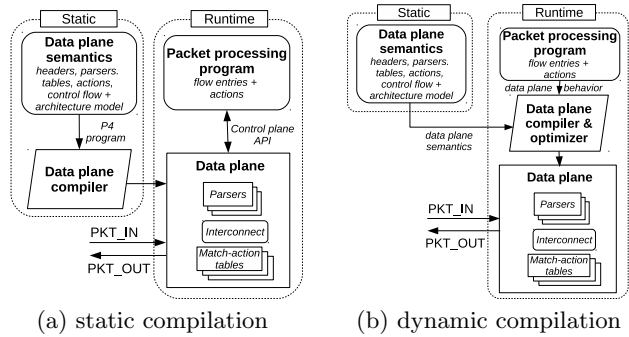 Static
Data plane
semantics
headers, parsers.
tables, actions,
control flow +
architecture model
P4
program
Data plane
compiler
Runtime
Packet processing
program
flow entries +
actions
Control plane
API
Data plane
Parsers
Interconnect
Match-action
tables
PKT_IN
PKT_OUT
(a) static compilation
Static
Data plane
semantics
headers, parsers.
tables, actions,
control flow +
architecture model
data plane
semantics
Runtime
Packet processing
program
flow entries +
actions
data plane behavior
Data plane
compiler &
optimizer
Data plane
Parsers
Interconnect
Match-action
tables
PKT_IN
PKT_OUT
(b) dynamic compilation